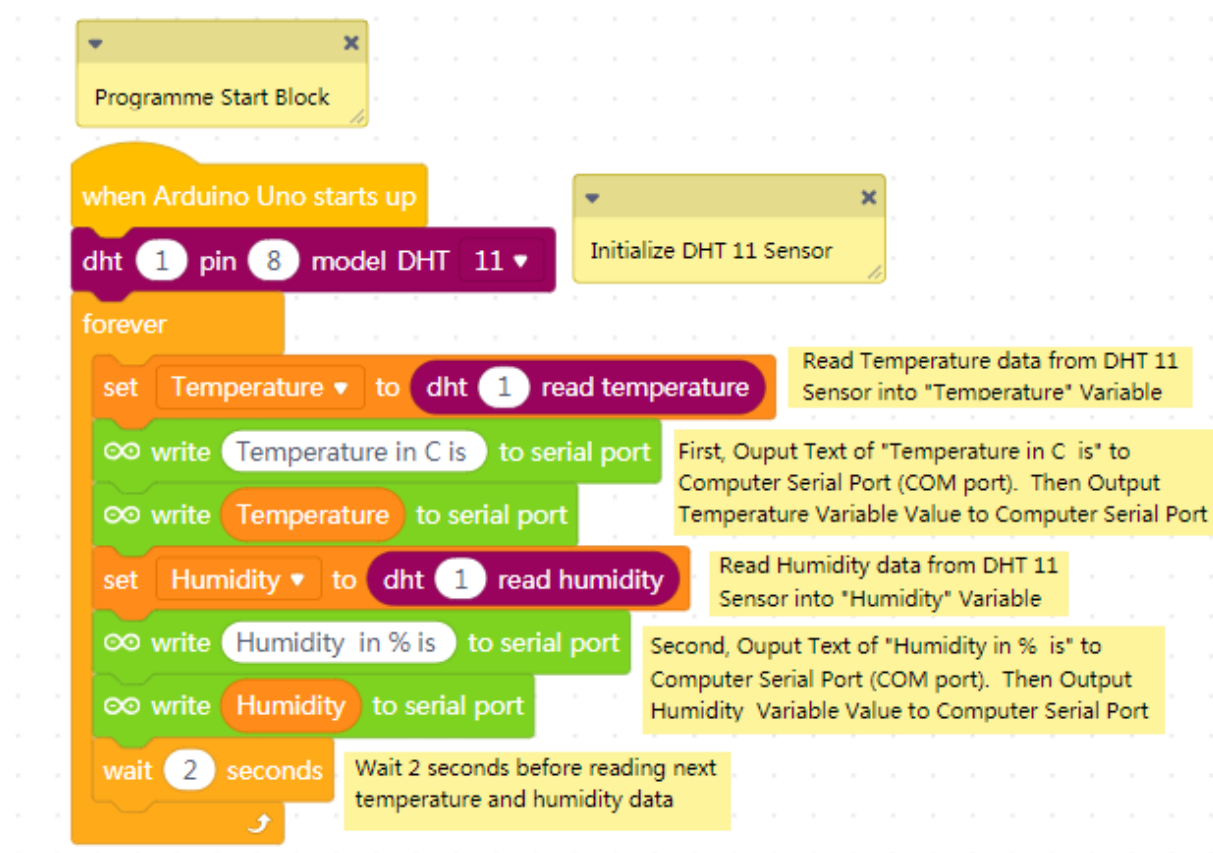 Programme Start Block
when Arduino Uno starts up
dht 1 pin 8 model DHT 11
Initialize DHT 11 Sensor
forever
set Temperature to dht 1 read temperature
Read Temperature data from DHT 11
Sensor into "Temperature" Variable
write Temperature in C is to serial port
First, Ouput Text of "Temperature in C is" to
Computer Serial Port (COM port). Then Output
Temperature Variable Value to Computer Serial Port
write Temperature to serial port
set Humidity to dht 1 read humidity
Read Humidity data from DHT 11
Sensor into "Humidity" Variable
write Humidity in % is to serial port
Second, Ouput Text of "Humidity in % is" to
Computer Serial Port (COM port). Then Output
Humidity Variable Value to Computer Serial Port
write Humidity to serial port
wait 2 seconds
Wait 2 seconds before reading next
temperature and humidity data